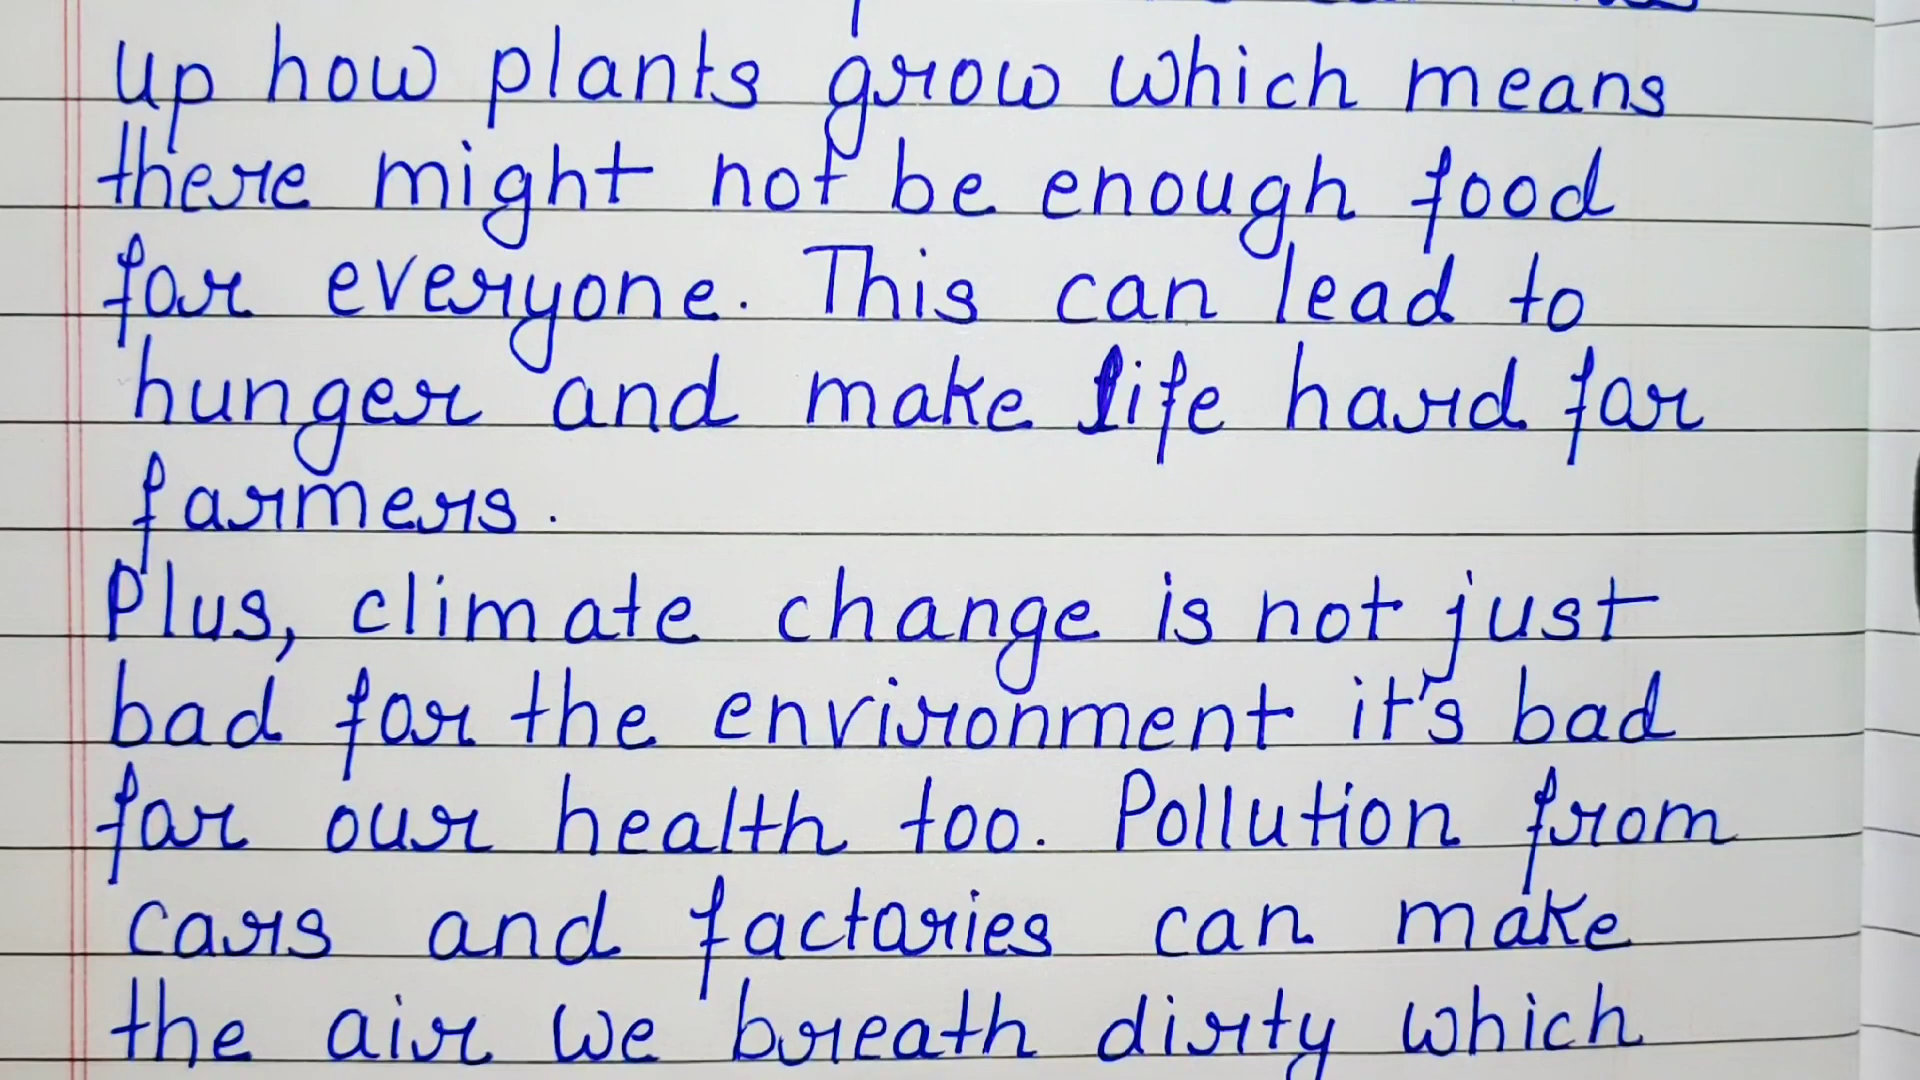 up how plants grow which means
there might not be enough food
for everyone. This can lead to
hunger and make life hard for
farmers.
Plus, climate change is not just
bad for the environment it's bad
for our health too. Pollution from
cars and factories can make
the air we breath dirty which